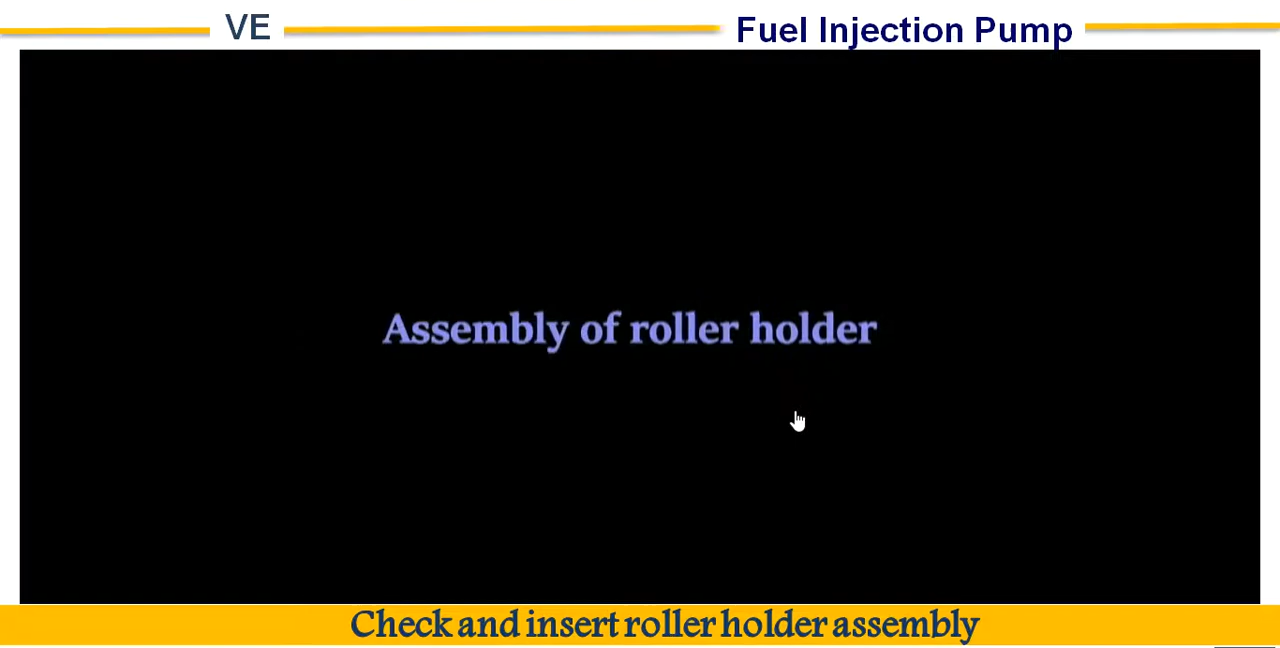 VE
Fuel Injection Pump
Assembly of roller holder
Check and insert roller holder assembly